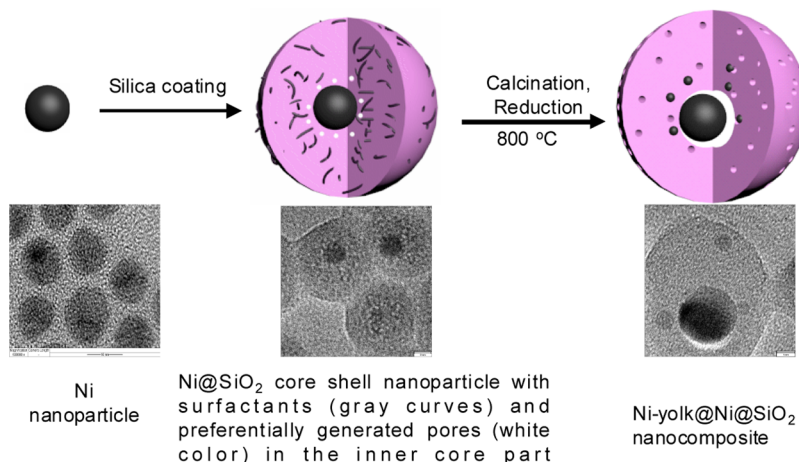 Silica coating
Calcination,
Reduction
800 ºC
Ni
nanoparticle
Ni@SiO₂ core shell nanoparticle with
surfactants (gray curves) and
preferentially generated pores (white
color) in the inner core part
Ni-yolk@Ni@SiO₂
nanocomposite